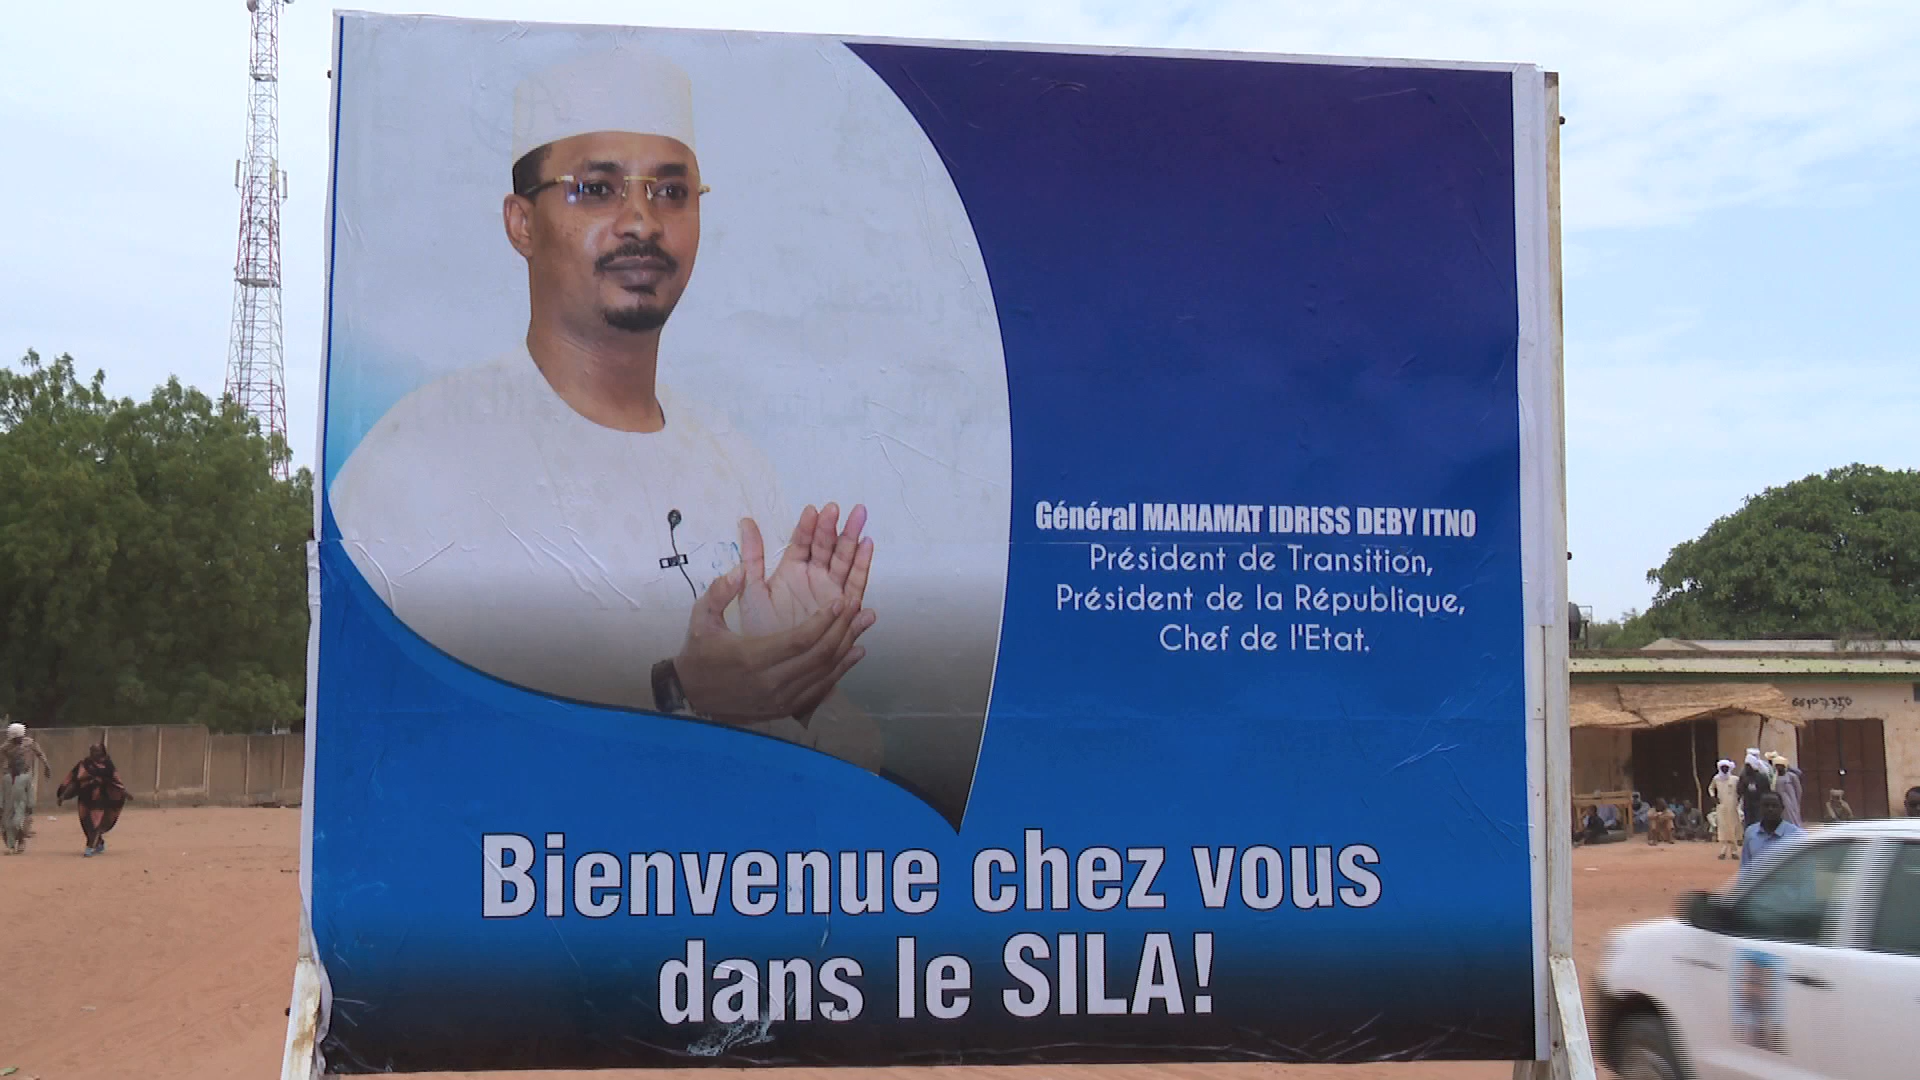 Général MAHAMAT IDRISS DEBY ITNO
Président de Transition,
Président de la République,
Chef de l'Etat.
Bienvenue chez vous
dans le SILA!